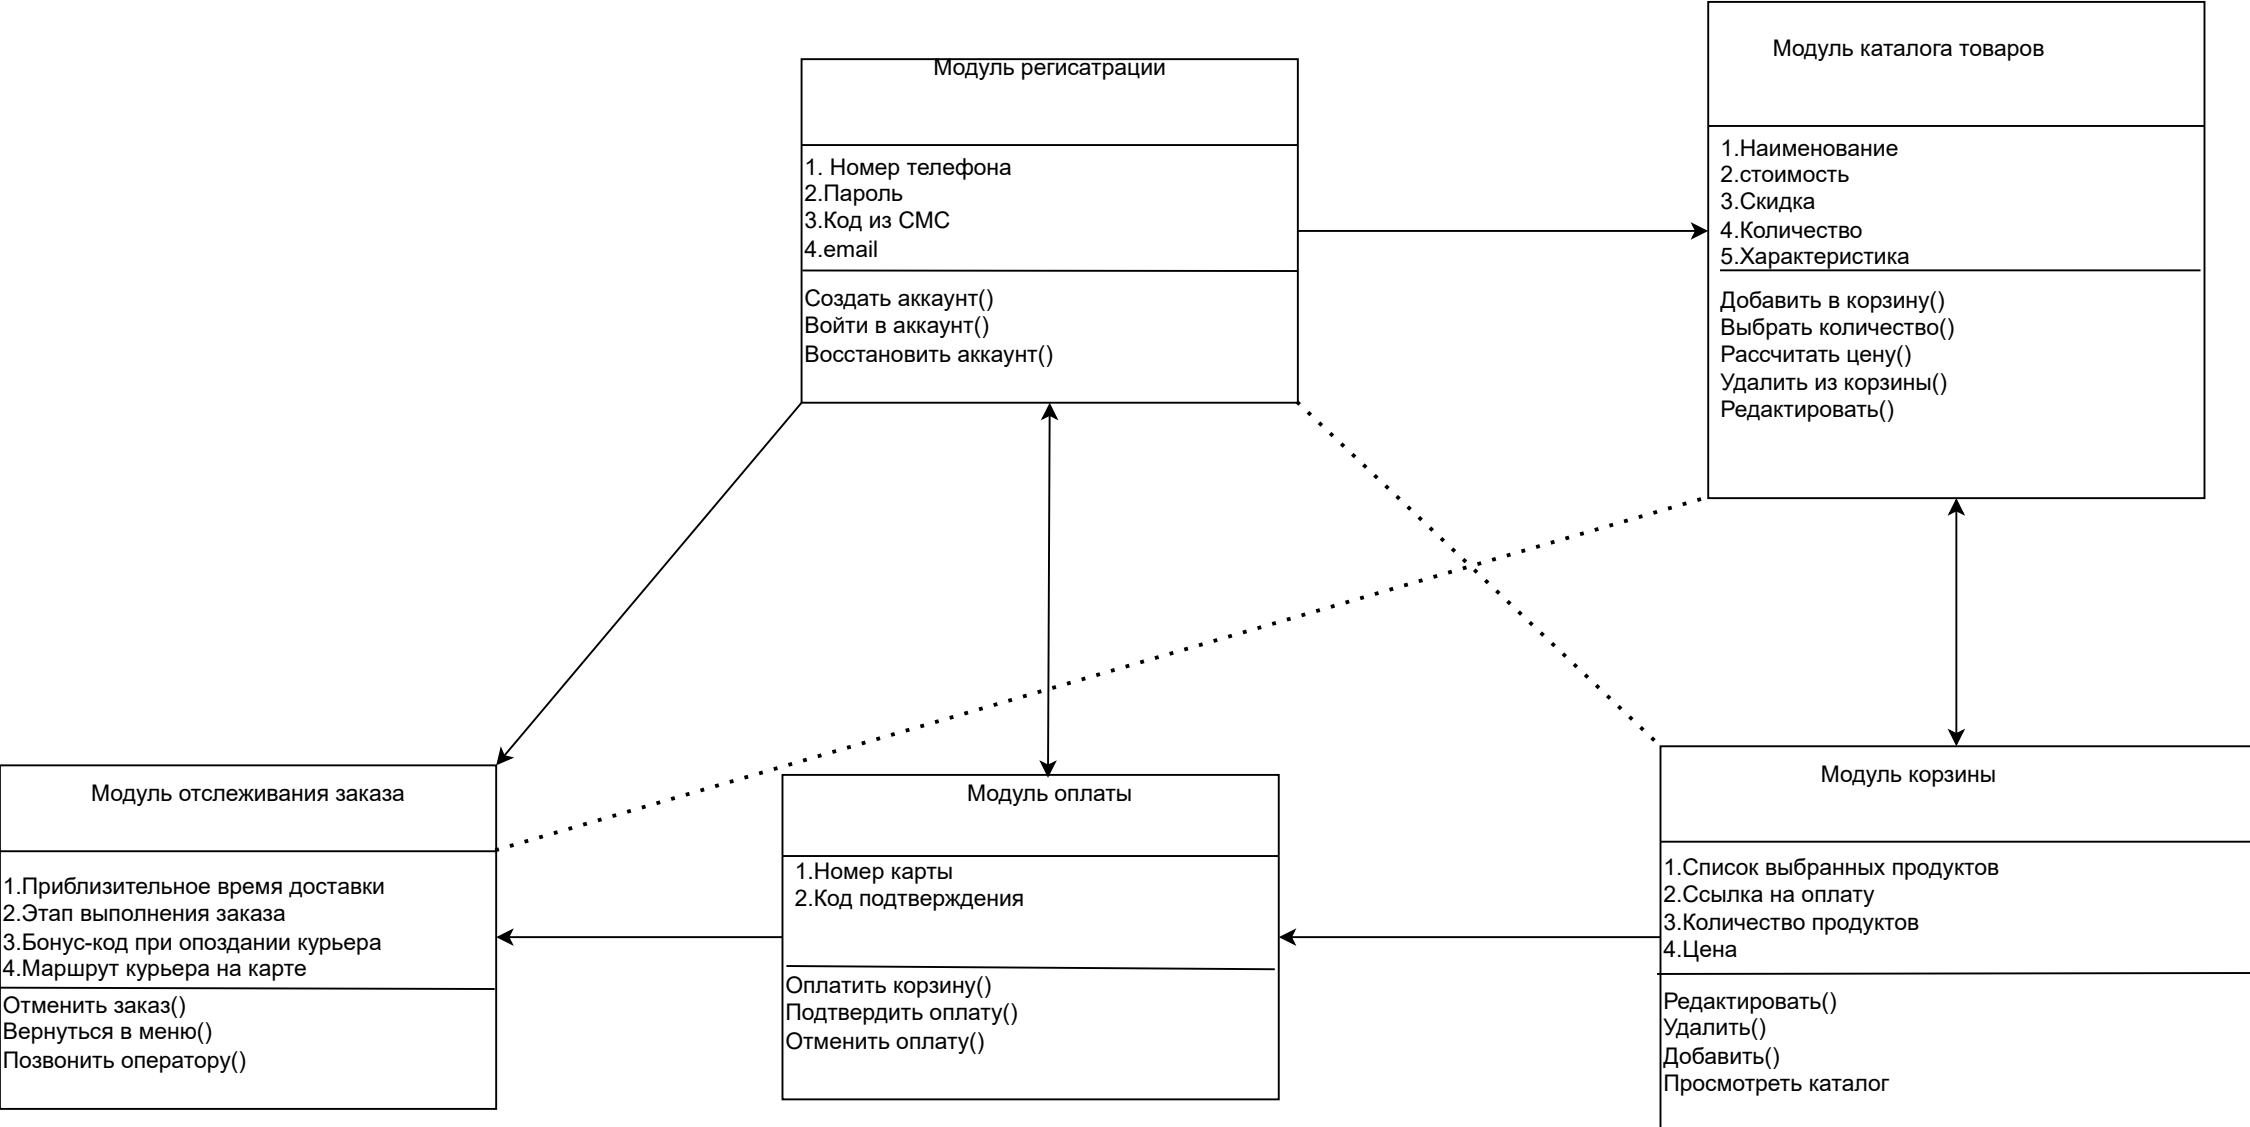 Модуль регисатрации
1. Номер телефона
2.Пароль
3.Код из СМС
4.email
Создать аккаунт()
Войти в аккаунт()
Восстановить аккаунт()
Модуль каталога товаров
1.Наименование
2.стоимость
3.Скидка
4.Количество
5.Характеристика
Добавить в корзину()
Выбрать количество()
Рассчитать цену()
Удалить из корзины()
Редактировать()
Модуль отслеживания заказа
1.Приблизительное время доставки
2.Этап выполнения заказа
3.Бонус-код при опоздании курьера
4.Маршрут курьера на карте
Отменить заказ()
Вернуться в меню()
Позвонить оператору()
Модуль оплаты
1.Номер карты
2.Код подтверждения
Оплатить корзину()
Подтвердить оплату()
Отменить оплату()
Модуль корзины
1.Список выбранных продуктов
2.Ссылка на оплату
3.Количество продуктов
4.Цена
Редактировать()
Удалить()
Добавить()
Просмотреть каталог